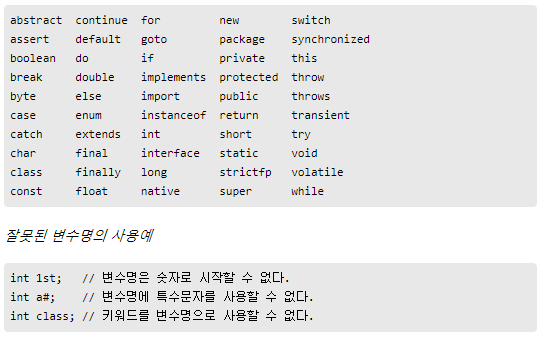 abstract continue for new switch
assert default goto package synchronized
boolean do if private this
break double implements protected throw
byte else import public throws
case enum instanceof return transient
catch extends int short try
char final interface static void
class finally long strictfp volatile
const float native super while
잘못된 변수명의 사용예
int 1st; // 변수명은 숫자로 시작할 수 없다.
int a#; // 변수명에 특수문자를 사용할 수 없다.
int class; // 키워드를 변수명으로 사용할 수 없다.